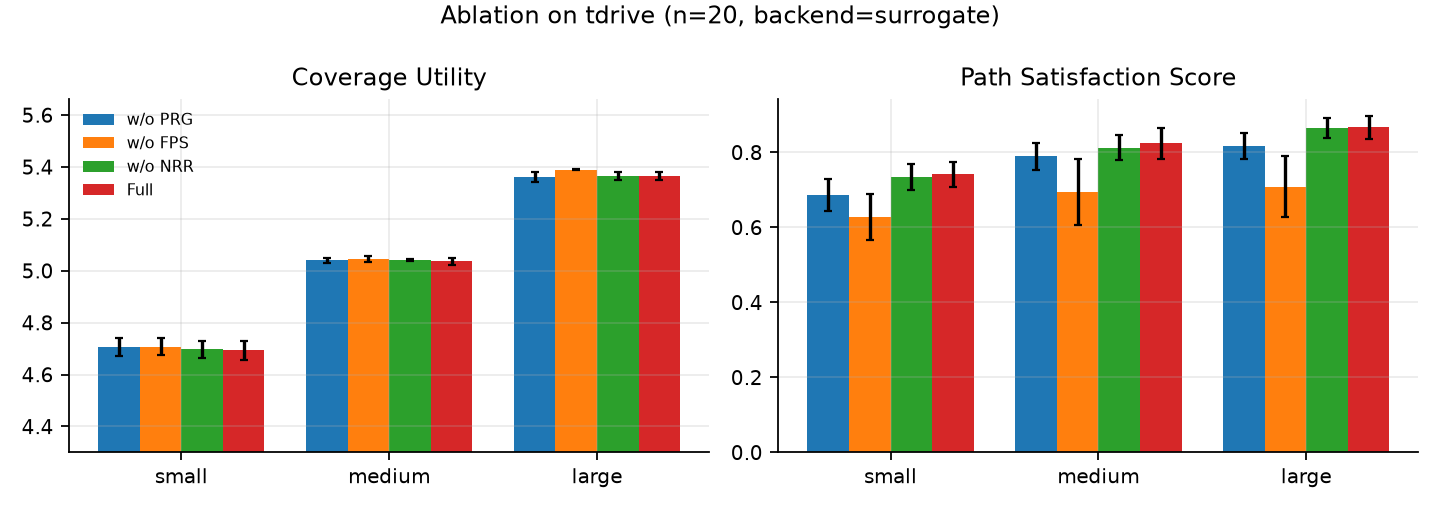 Ablation on tdrive (n=20, backend=surrogate)
Coverage Utility
5.6
5.4
5.2
5.0
4.8
4.6
4.4
w/o PRG
w/o FPS
w/o NRR
Full
small
medium
large
Path Satisfaction Score
0.8
0.6
0.4
0.2
0.0
small
medium
large